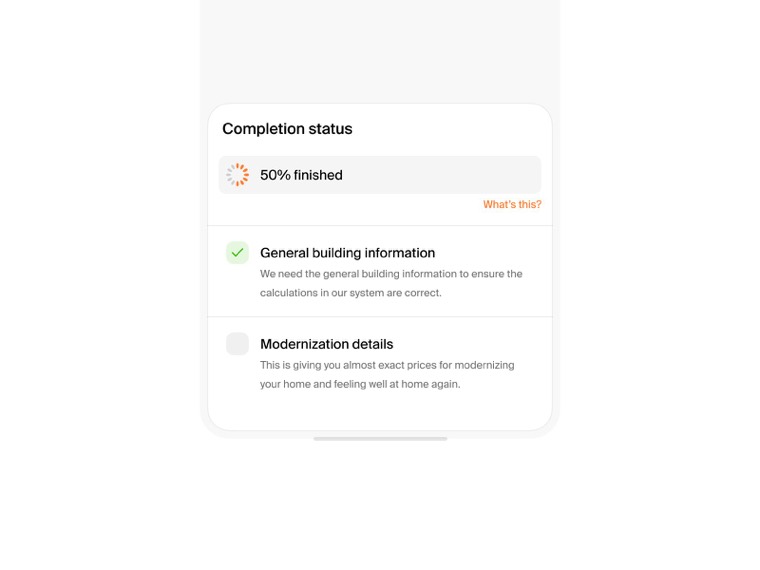 Completion status
50% finished
What's this?
General building information
We need the general building information to ensure the
calculations in our system are correct.
Modernization details
This is giving you almost exact prices for modernizing
your home and feeling well at home again.